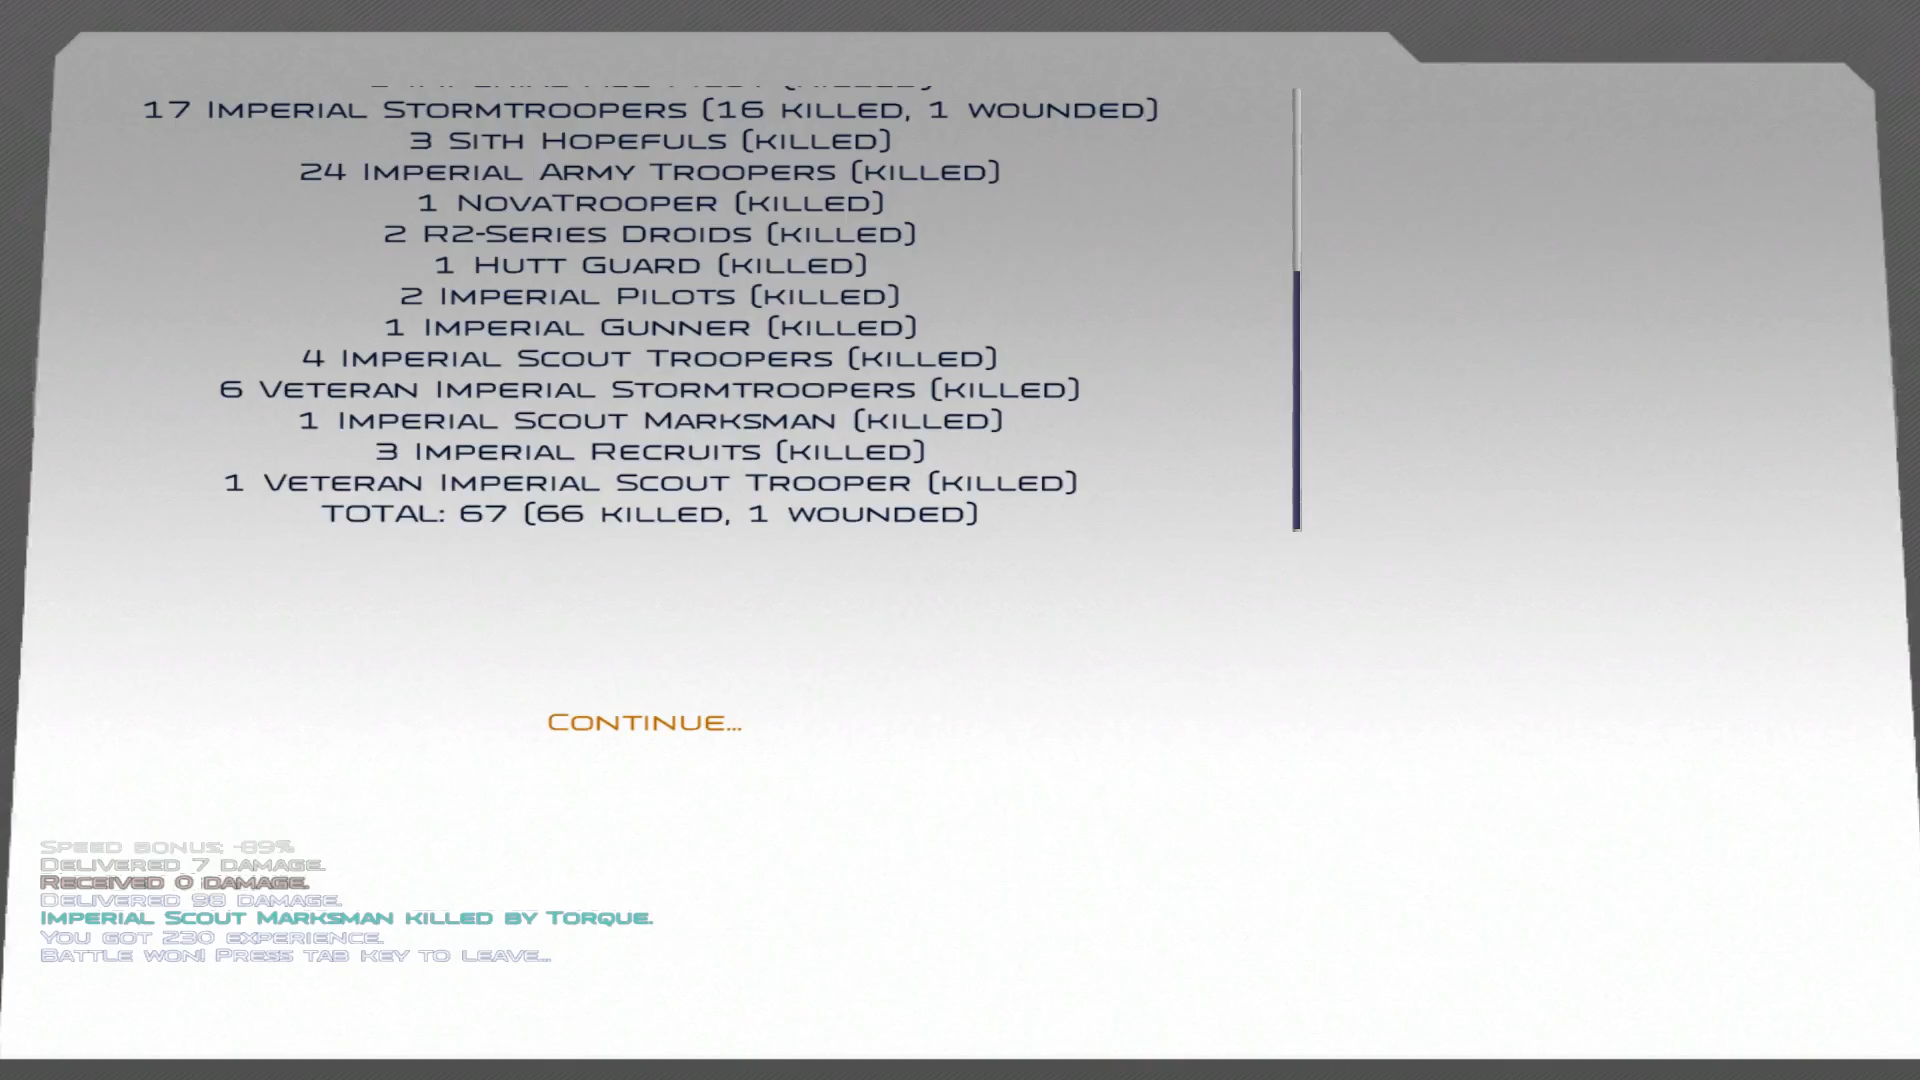 17 Imperial Stormtroopers (16 killed, 1 wounded)
3 Sith Hopefuls (killed)
24 Imperial Army Troopers (killed)
1 NovaTrooper (killed)
2 R2-Series Droids (killed)
1 Hutt Guard (killed)
2 Imperial Pilots (killed)
1 Imperial Gunner (killed)
4 Imperial Scout Troopers (killed)
6 Veteran Imperial Stormtroopers (killed)
1 Imperial Scout Marksman (killed)
3 Imperial Recruits (killed)
1 Veteran Imperial Scout Trooper (killed)
TOTAL: 67 (66 killed, 1 wounded)
Continue...
Speed bonus: -89%
Delivered 7 damage.
Received 0 damage.
Delivered 98 damage.
Imperial Scout Marksman killed by Torque.
You got 230 experience.
Battle won! Press tab key to leave...